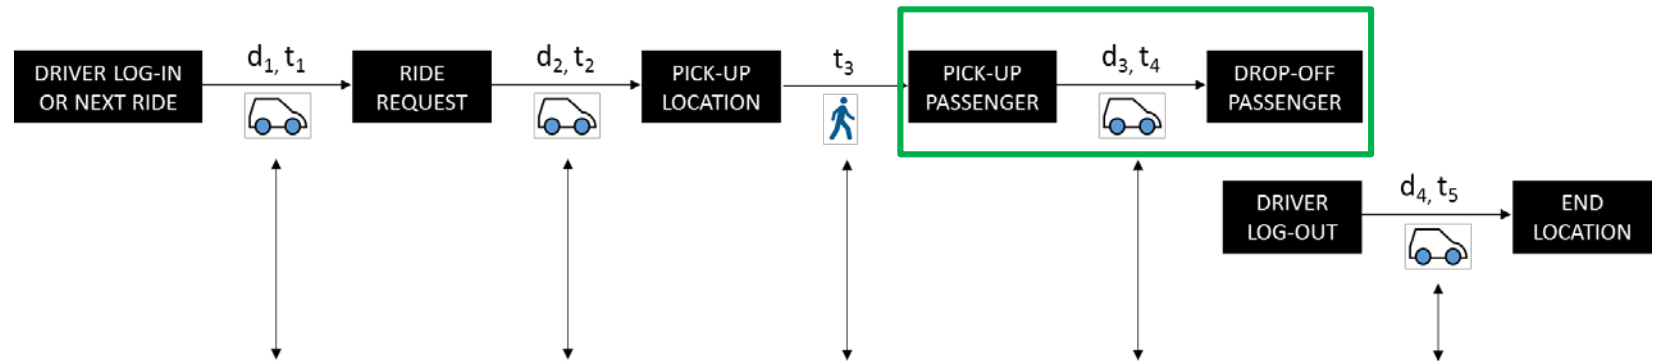 DRIVER LOG-IN
OR NEXT RIDE
d₁, t₁
RIDE
REQUEST
d₂, t₂
PICK-UP
LOCATION
t₃
PICK-UP
PASSENGER
d₃, t₄
DROP-OFF
PASSENGER
DRIVER
LOG-OUT
d₄, t₅
END
LOCATION